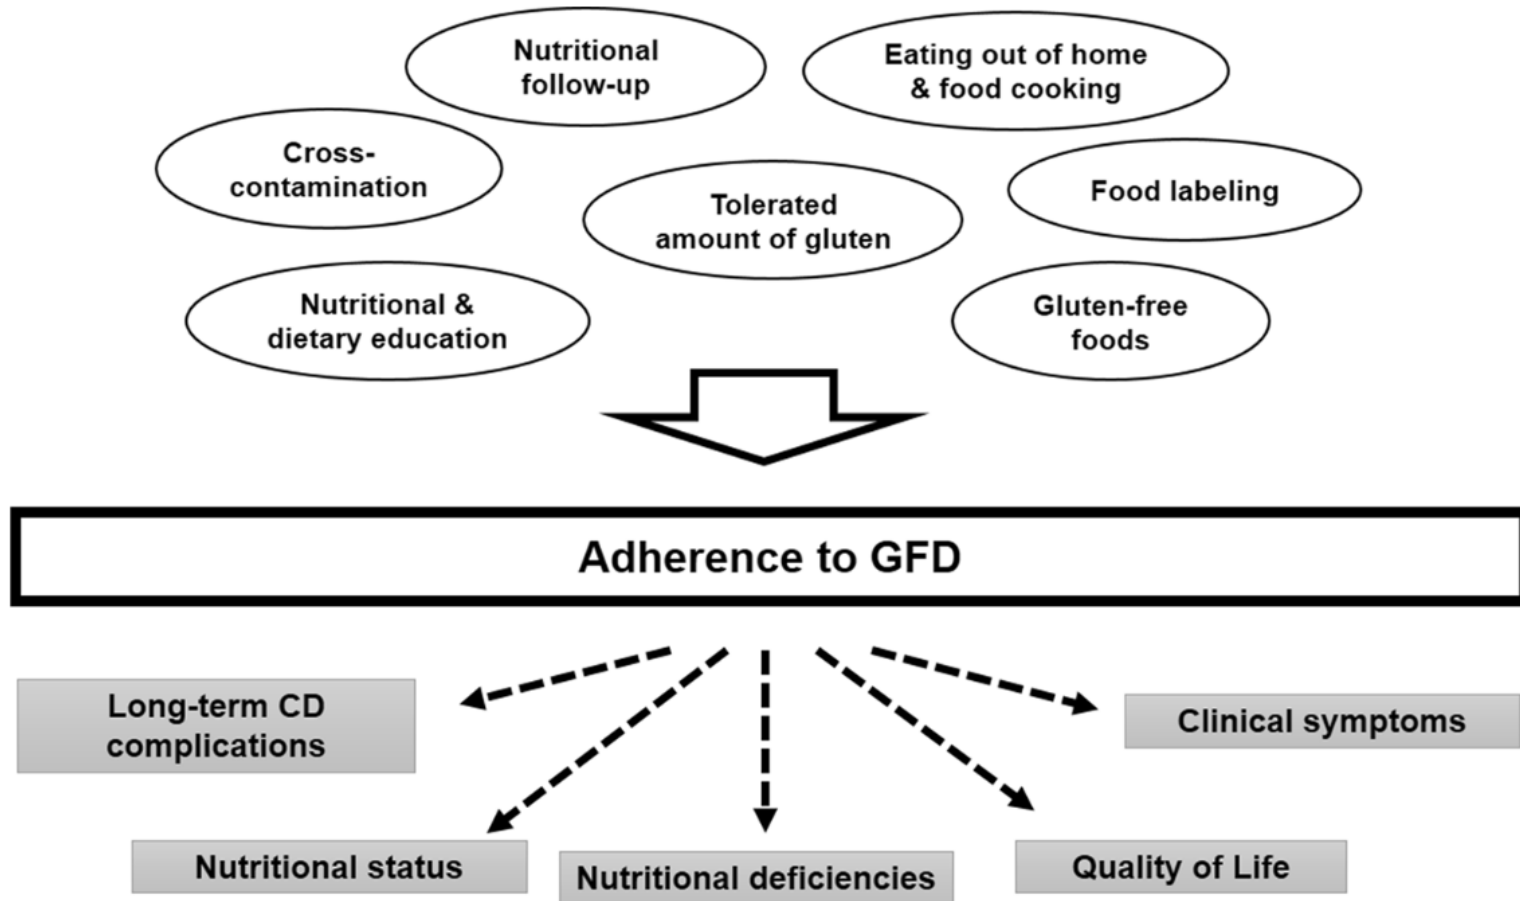 Nutritional
follow-up
Eating out of home
& food cooking
Cross-
contamination
Tolerated
amount of gluten
Food labeling
Nutritional &
dietary education
Gluten-free
foods
Adherence to GFD
Long-term CD
complications
Clinical symptoms
Nutritional status
Nutritional deficiencies
Quality of Life